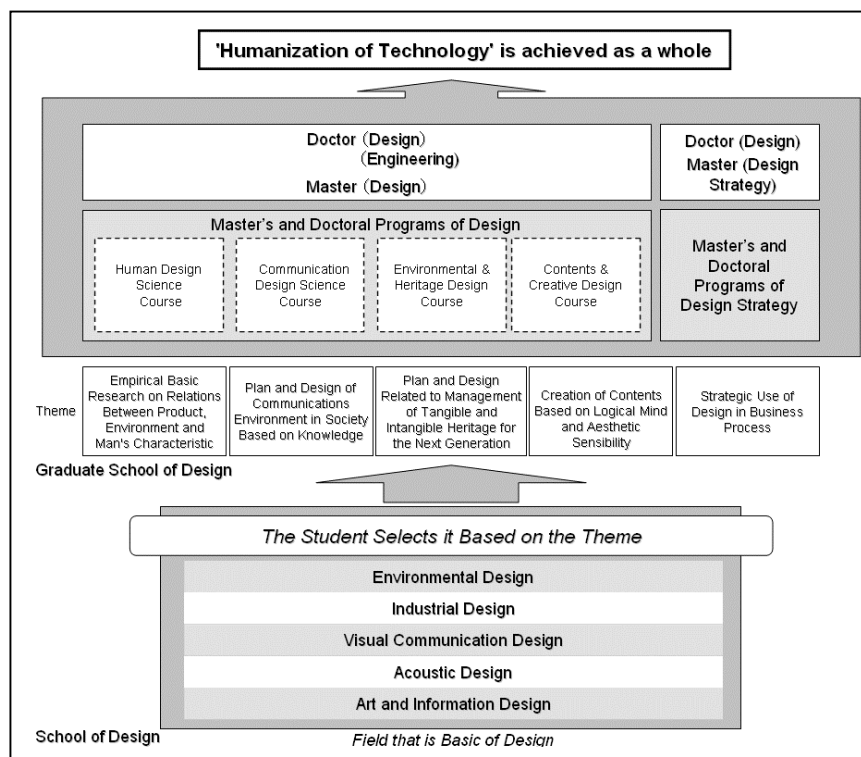 'Humanization of Technology' is achieved as a whole
Doctor (Design)
(Engineering)
Master (Design)
Doctor (Design)
Master (Design
Strategy)
Master's and Doctoral Programs of Design
Human Design
Science
Course
Communication
Design Science
Course
Environmental &
Heritage Design
Course
Contents &
Creative Design
Course
Master's and
Doctoral
Programs of
Design Strategy
Theme
Empirical Basic
Research on Relations
Between Product,
Environment and
Man's Characteristic
Plan and Design of
Communications
Environment in Society
Based on Knowledge
Plan and Design
Related to Management
of Tangible and
Intangible Heritage for
the Next Generation
Creation of Contents
Based on Logical Mind
and Aesthetic
Sensibility
Strategic Use of
Design in Business
Process
Graduate School of Design
The Student Selects it Based on the Theme
Environmental Design
Industrial Design
Visual Communication Design
Acoustic Design
Art and Information Design
School of Design
Field that is Basic of Design